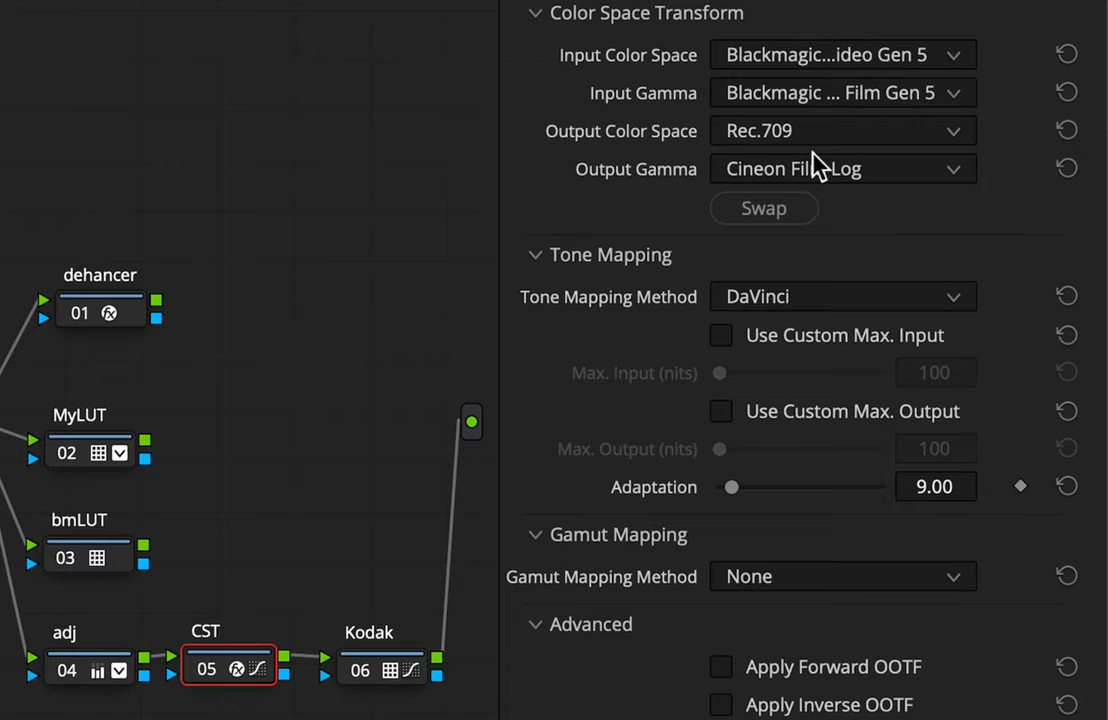 Color Space Transform
Input Color Space Blackmagic...ideo Gen 5
Input Gamma Blackmagic ... Film Gen 5
Output Color Space Rec.709
Output Gamma Cineon Log
Swap
Tone Mapping
Tone Mapping Method DaVinci
Use Custom Max. Input
Max. Input (nits) 100
Use Custom Max. Output
Max. Output (nits) 100
Adaptation 9.00
Gamut Mapping
Gamut Mapping Method None
Advanced
Apply Forward OOTF
Apply Inverse OOTF
dehancer
01
MyLUT
02
bmLUT
03
adj
04
CST
05
Kodak
06